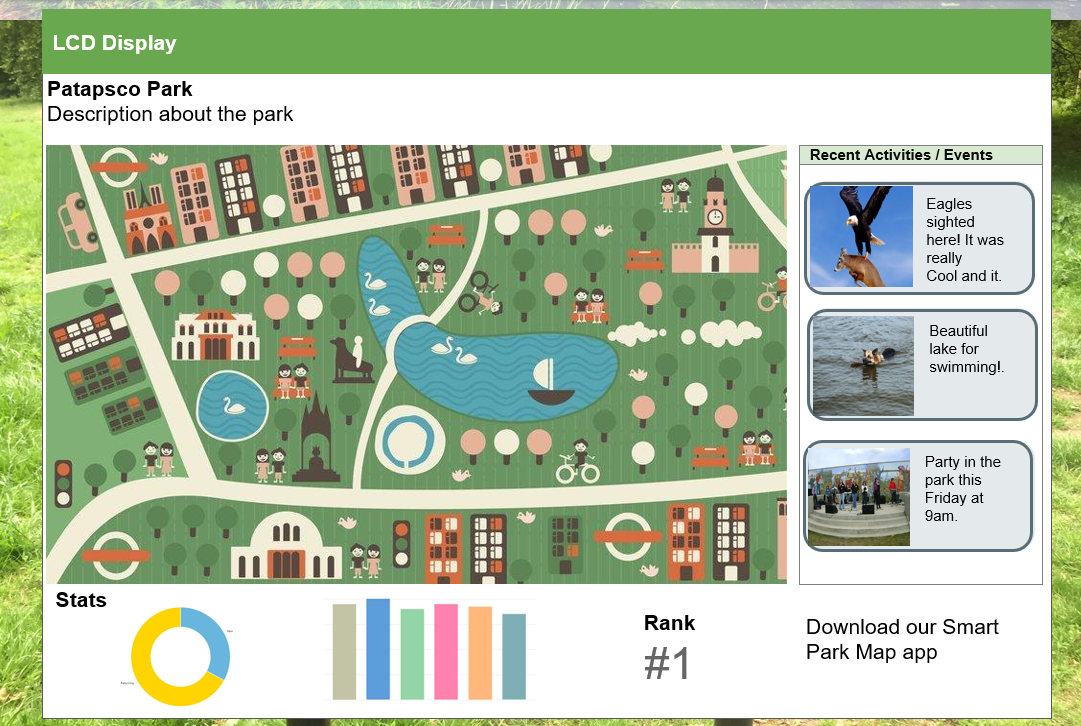 LCD Display
Patapsco Park
Description about the park
Recent Activities / Events
Eagles
sighted
here! It was
really
Cool and it.
Beautiful
lake for
swimming!.
Party in the
park this
Friday at
9am.
Stats
Rank
#1
Download our Smart
Park Map app